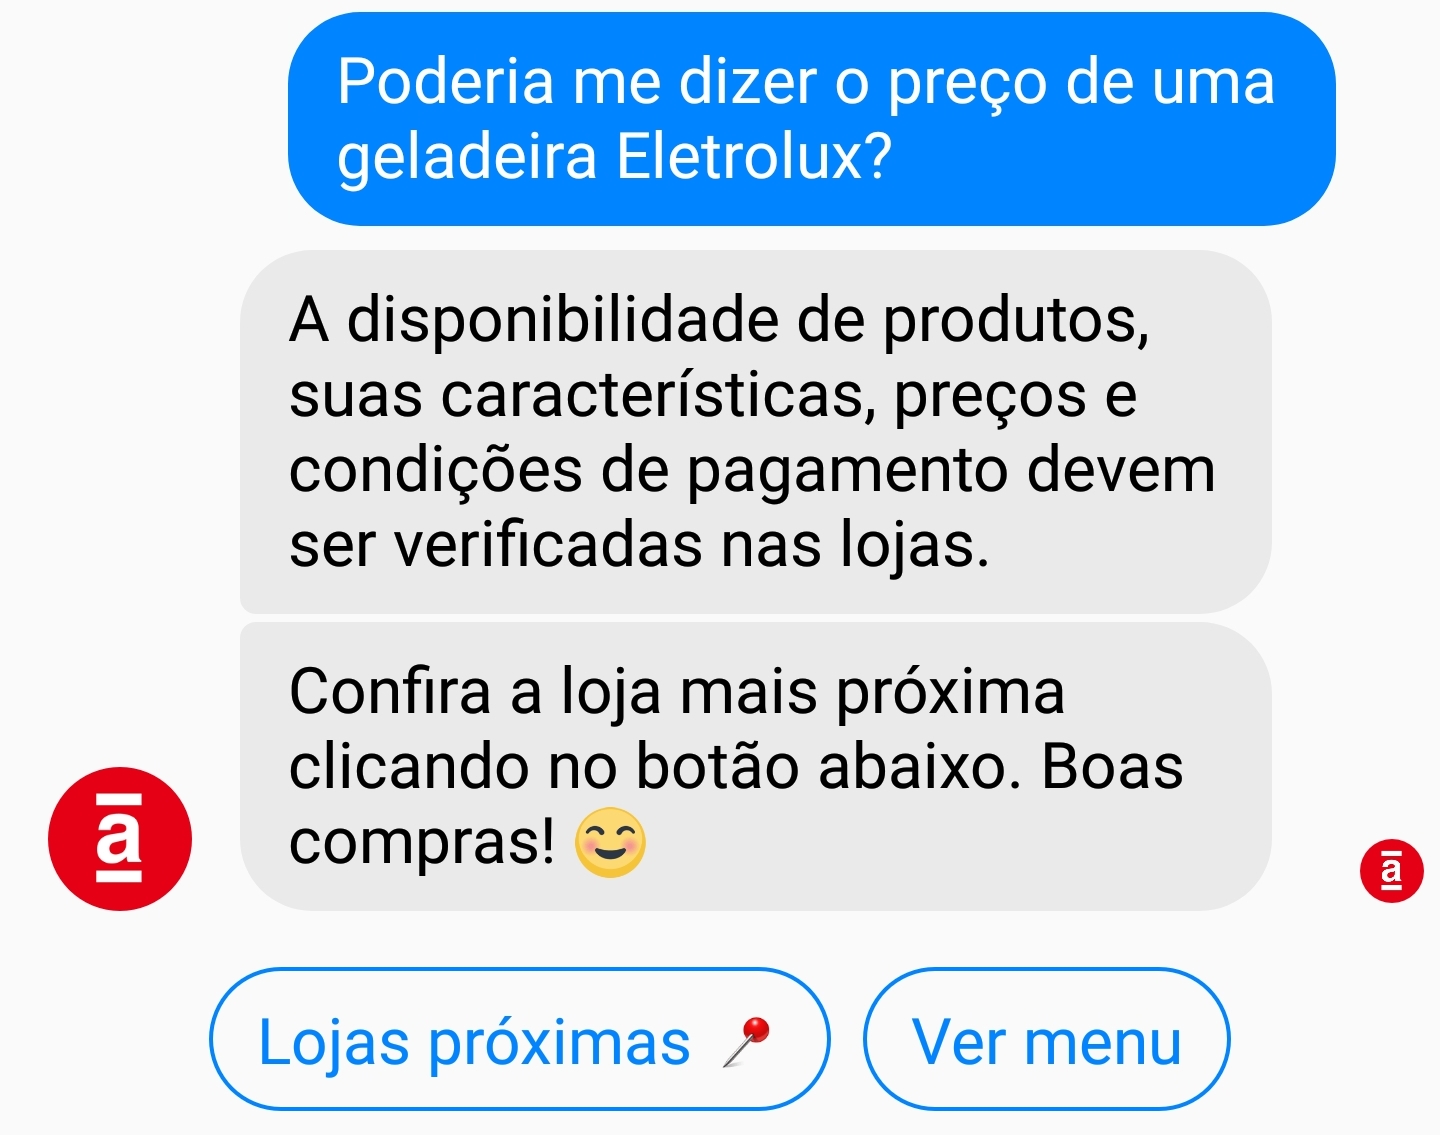 Poderia me dizer o preço de uma
geladeira Eletrolux?
A disponibilidade de produtos,
suas características, preços e
condições de pagamento devem
ser verificadas nas lojas.
Confira a loja mais próxima
clicando no botão abaixo. Boas
compras! 😊
a
a
Lojas próximas 📍
Ver menu